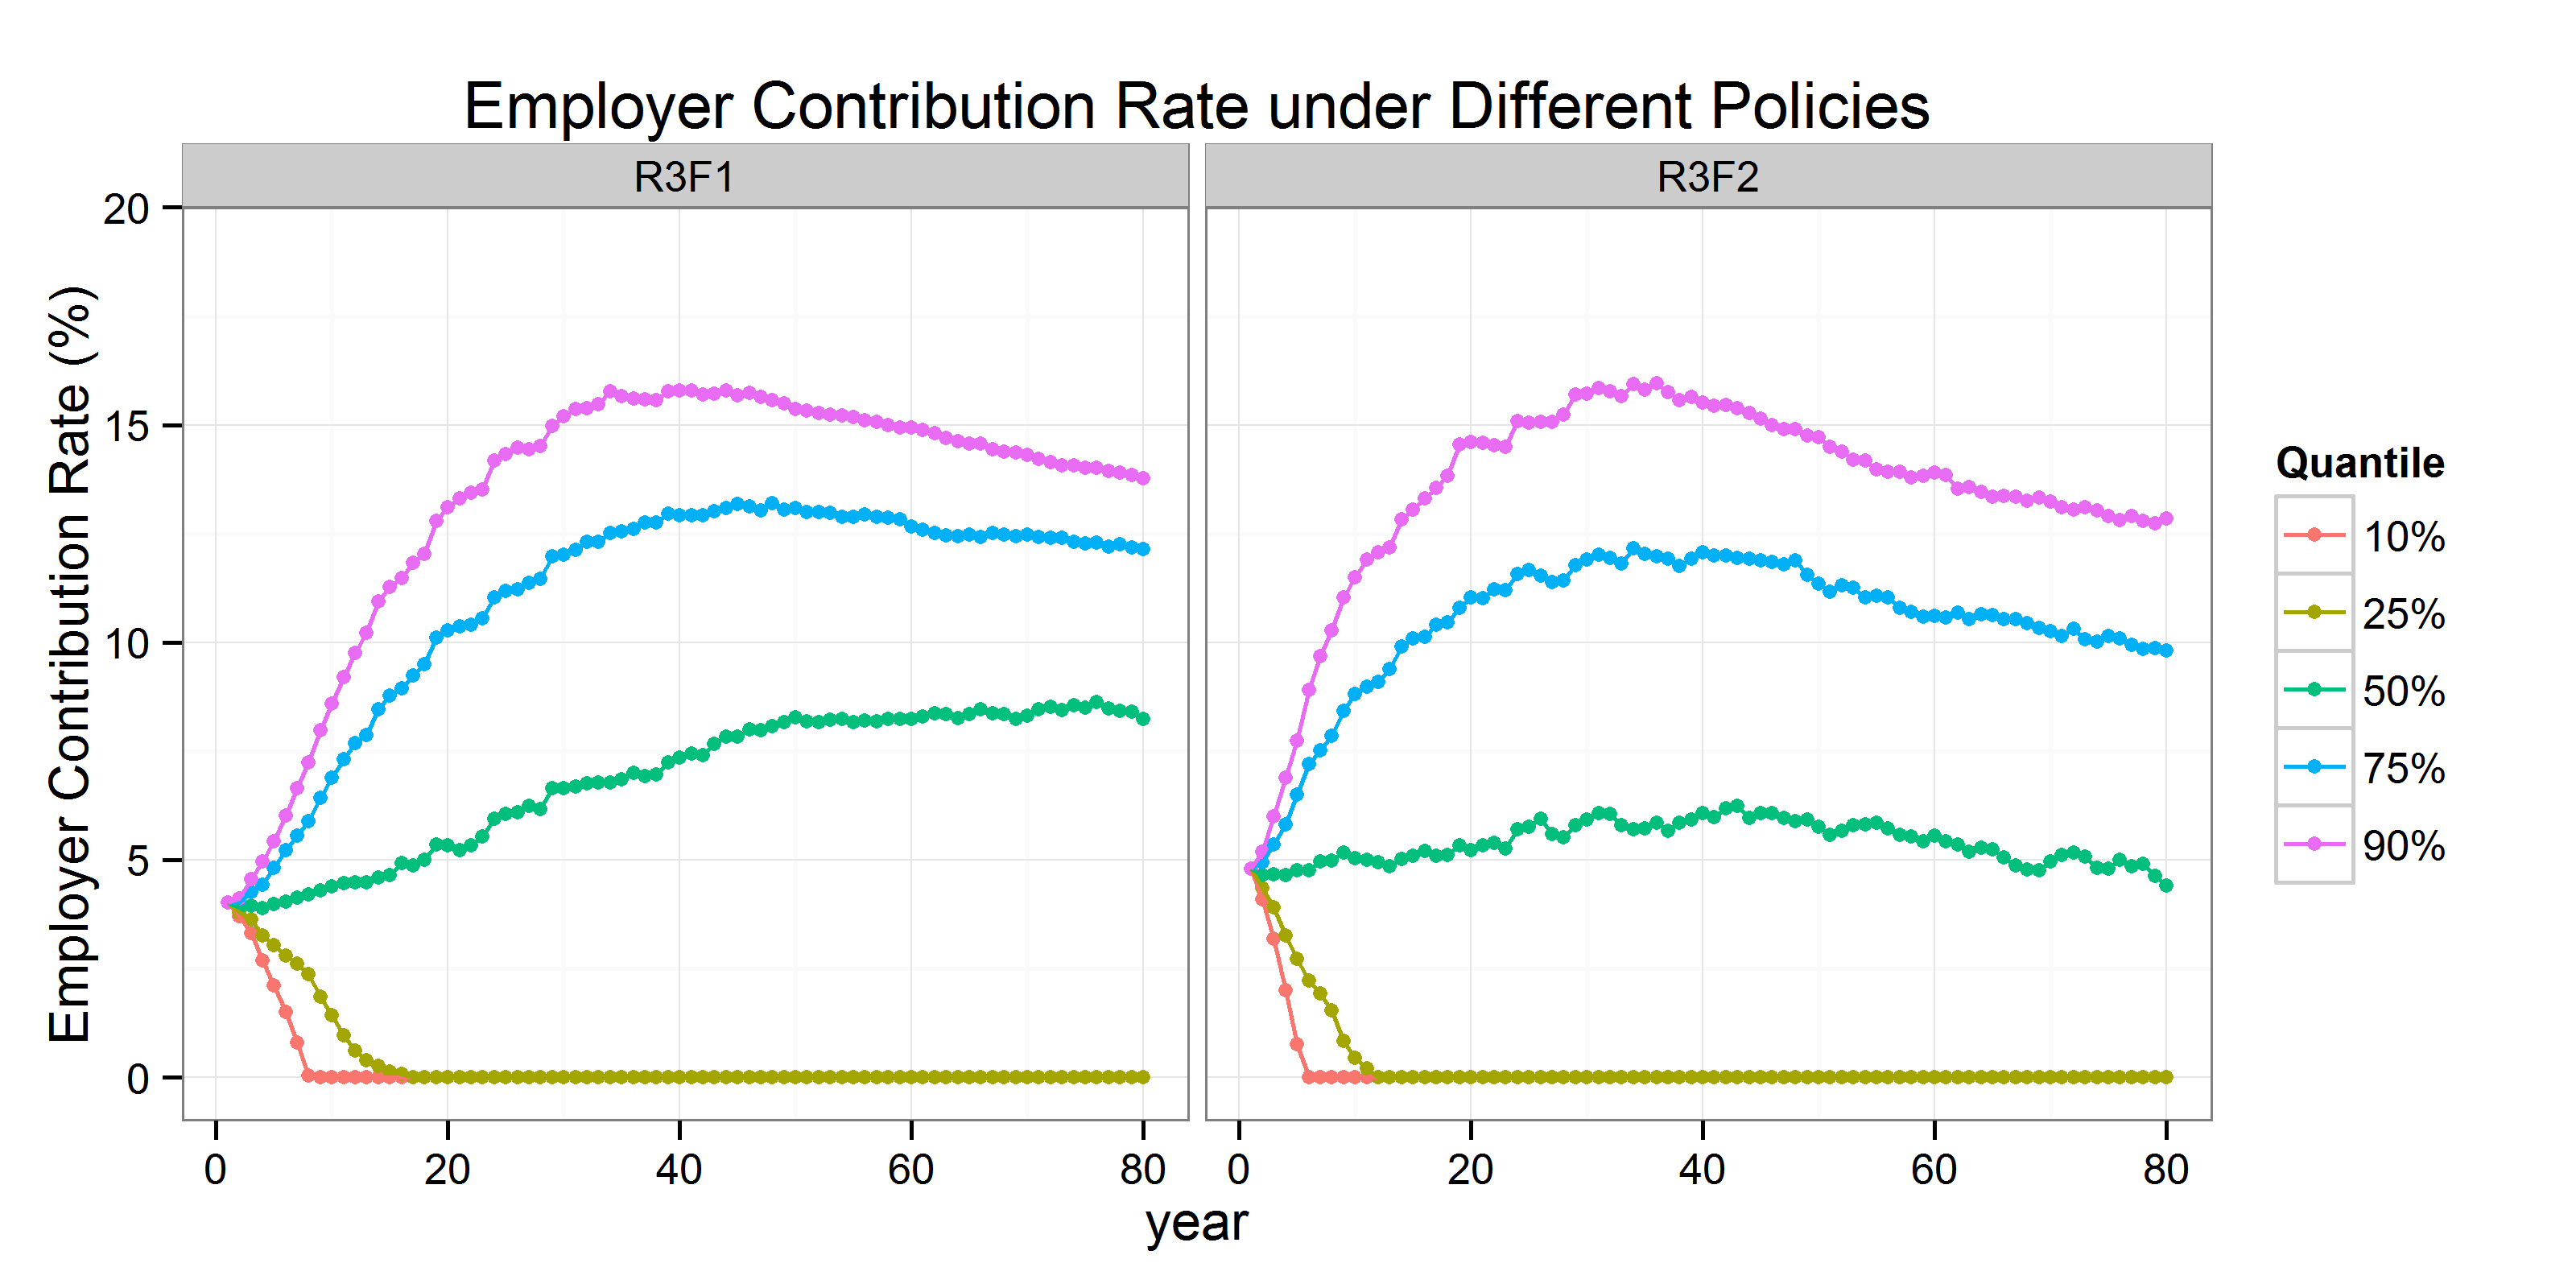 Employer Contribution Rate under Different Policies
R3F1
R3F2
Employer Contribution Rate (%)
20
15
10
5
0
0 20 40 60 80
0 20 40 60 80
year
Quantile
10%
25%
50%
75%
90%